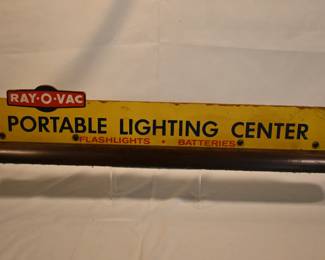 RAY·O·VAC
PORTABLE LIGHTING CENTER
FLASHLIGHTS • BATTERIES